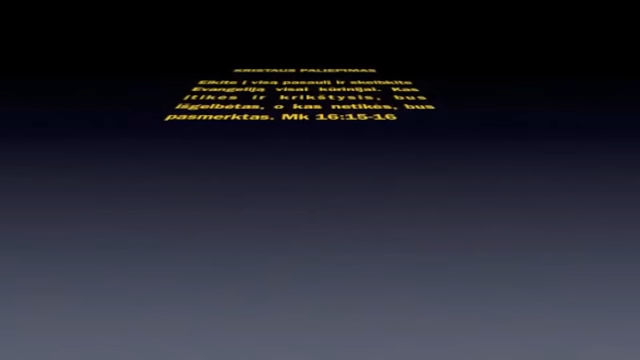 KRISTAUS PALIEPIMAS
Eikite į visą pasaulį ir skelbkite
Evangeliją visai kūrinijai. Kas
įtikės ir krikštysis, bus
išgelbėtas, o kas netikės, bus
pasmerktas. Mk 16:15-16